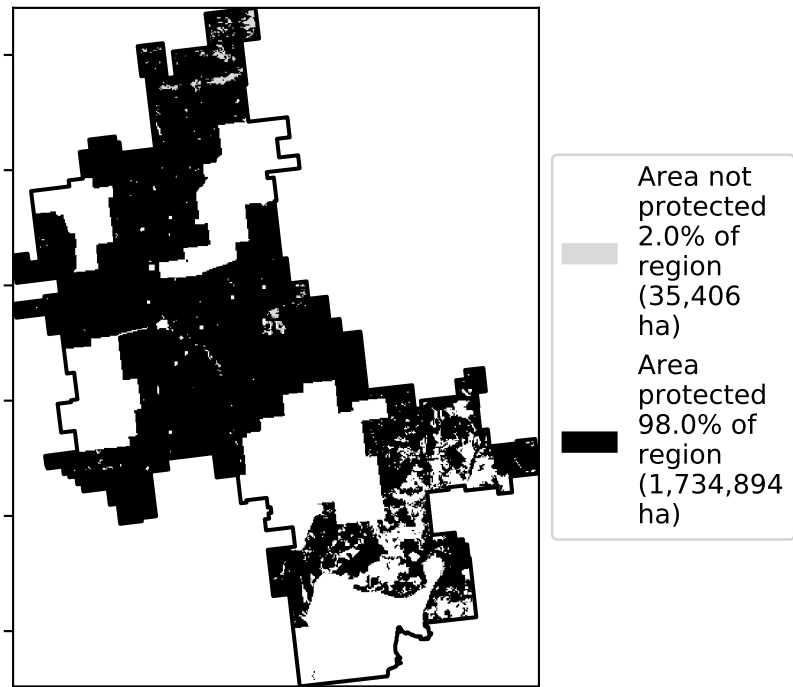 Area not
protected
2.0% of
region
(35,406
ha)
Area
protected
98.0% of
region
(1,734,894
ha)